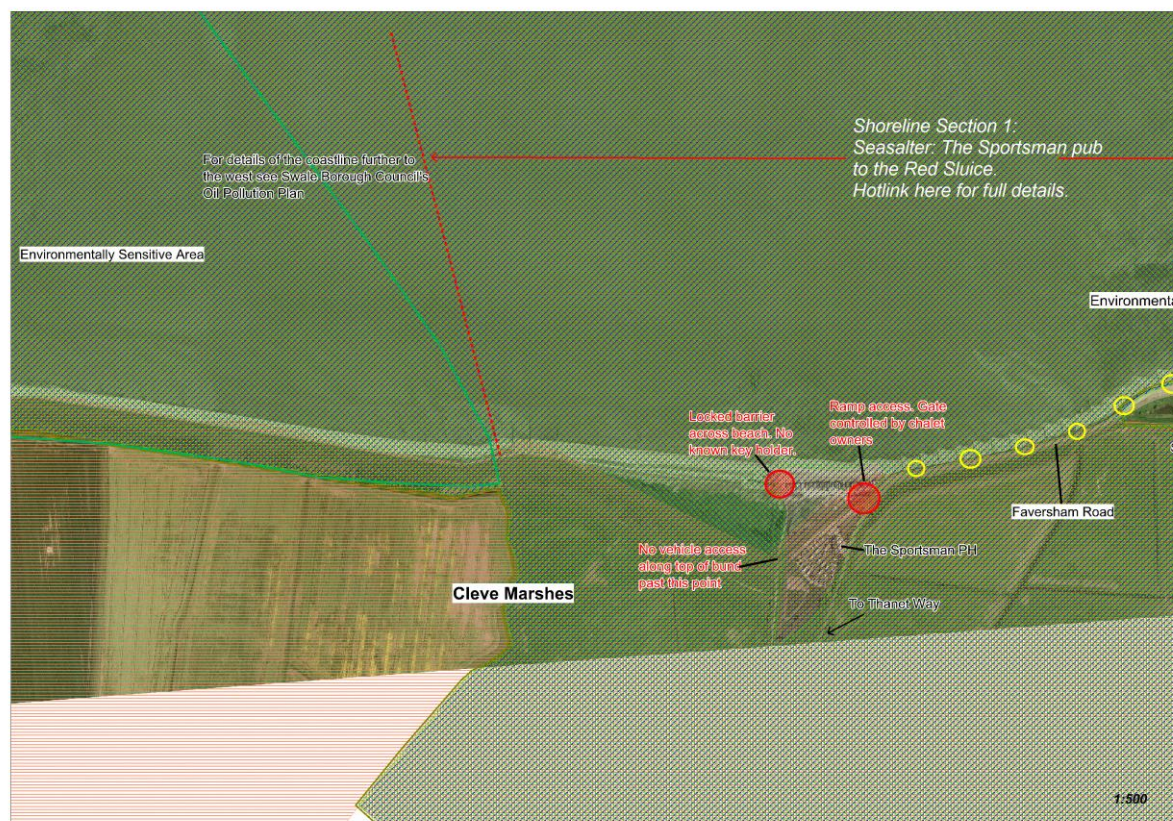 Shoreline Section 1:
Seasalter: The Sportsman pub
to the Red Sluice.
Hotlink here for full details.
For details of the coastline further to
the west see Swale Borough Council's
Oil Pollution Plan
Environmentally Sensitive Area
Environmenta
Locked barrier
across beach. No
known key holder.
Ramp access. Gate
controlled by chalet
owners
Faversham Road
No vehicle access
along top of bund
past this point
The Sportsman PH
Cleve Marshes
To Thanet Way
1:500